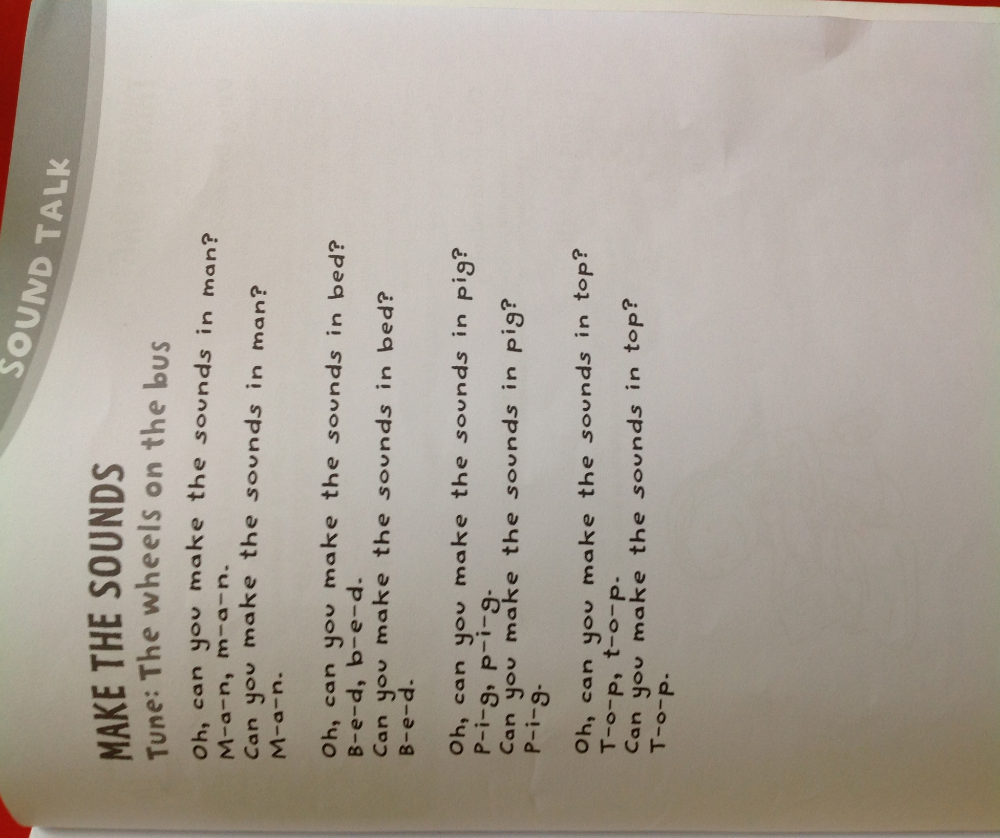 SOUND TALK
MAKE THE SOUNDS
Tune: The wheels on the bus
Oh, can you make the sounds in man?
M-a-n, m-a-n.
Can you make the sounds in man?
M-a-n.
Oh, can you make the sounds in bed?
B-e-d, b-e-d.
Can you make the sounds in bed?
B-e-d.
Oh, can you make the sounds in pig?
P-i-g, p-i-g.
Can you make the sounds in pig?
P-i-g.
Oh, can you make the sounds in top?
T-o-p, t-o-p.
Can you make the sounds in top?
T-o-p.